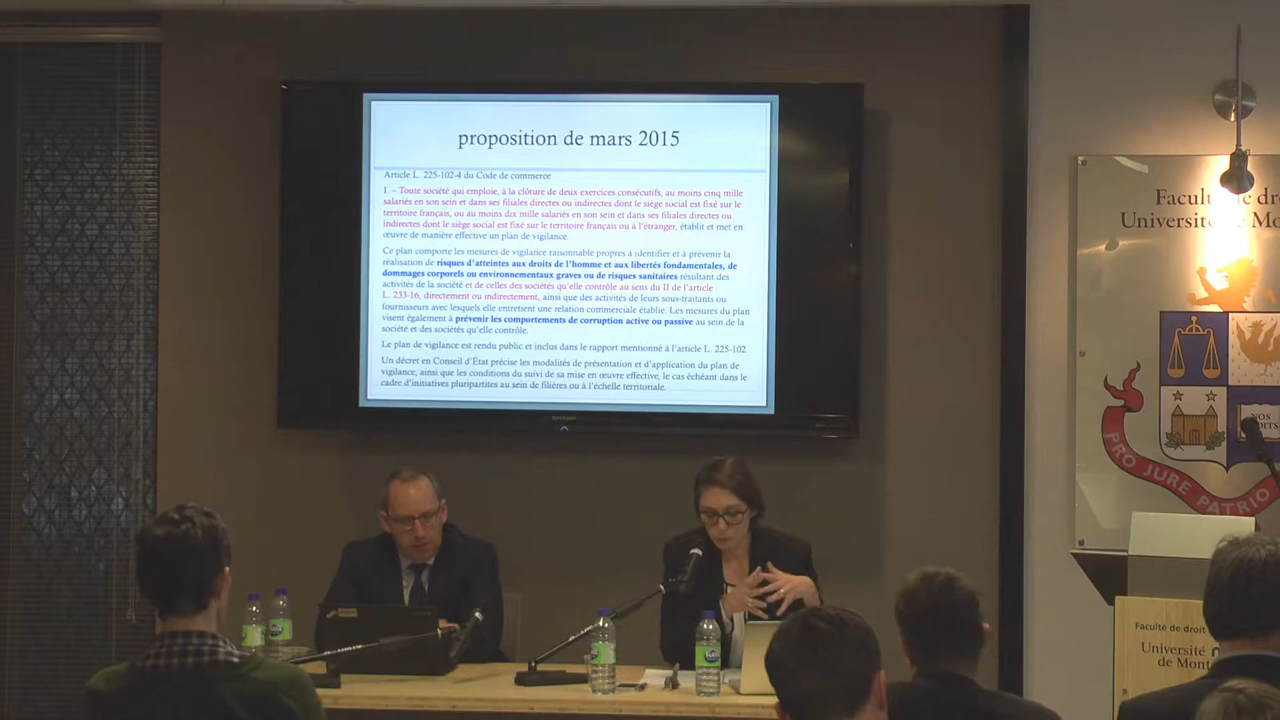 proposition de mars 2015
Article L. 225-102-4 du Code de commerce
I. – Toute société qui emploie, à la clôture de deux exercices consécutifs, au moins cinq mille
salariés en son sein et dans ses filiales directes ou indirectes dont le siège social est fixé sur le
territoire français, ou au moins dix mille salariés en son sein et dans ses filiales directes ou
indirectes dont le siège social est fixé sur le territoire français ou à l'étranger, établit et met en
œuvre de manière effective un plan de vigilance.
Ce plan comporte les mesures de vigilance raisonnable propres à identifier et à prévenir la
réalisation de risques d'atteintes aux droits de l'homme et aux libertés fondamentales, de
dommages corporels ou environnementaux graves ou de risques sanitaires résultant des
activités de la société et de celles des sociétés qu'elle contrôle au sens du II de l'article
L. 233-16, directement ou indirectement, ainsi que des activités de leurs sous-traitants ou
fournisseurs avec lesquels elle entretient une relation commerciale établie. Les mesures du plan
visent également à prévenir les comportements de corruption active ou passive au sein de la
société et des sociétés qu'elle contrôle.
Le plan de vigilance est rendu public et inclus dans le rapport mentionné à l'article L. 225-102.
Un décret en Conseil d'État précise les modalités de présentation et d'application du plan de
vigilance, ainsi que les conditions du suivi de sa mise en œuvre effective, le cas échéant dans le
cadre d'initiatives pluripartites au sein de filières ou à l'échelle territoriale.
Facul e dr
Université de Mo
NOS
PRO JURE PATRIO
Faculté de droit
Université
de Mont